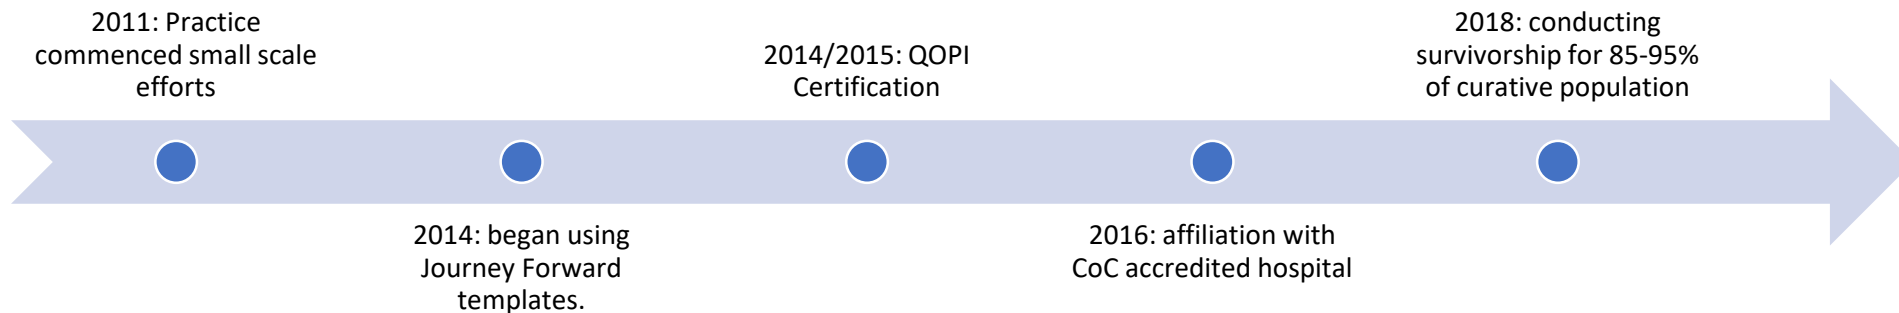 2011: Practice
commenced small scale
efforts
2014: began using
Journey Forward
templates.
2014/2015: QOPI
Certification
2016: affiliation with
CoC accredited hospital
2018: conducting
survivorship for 85-95%
of curative population